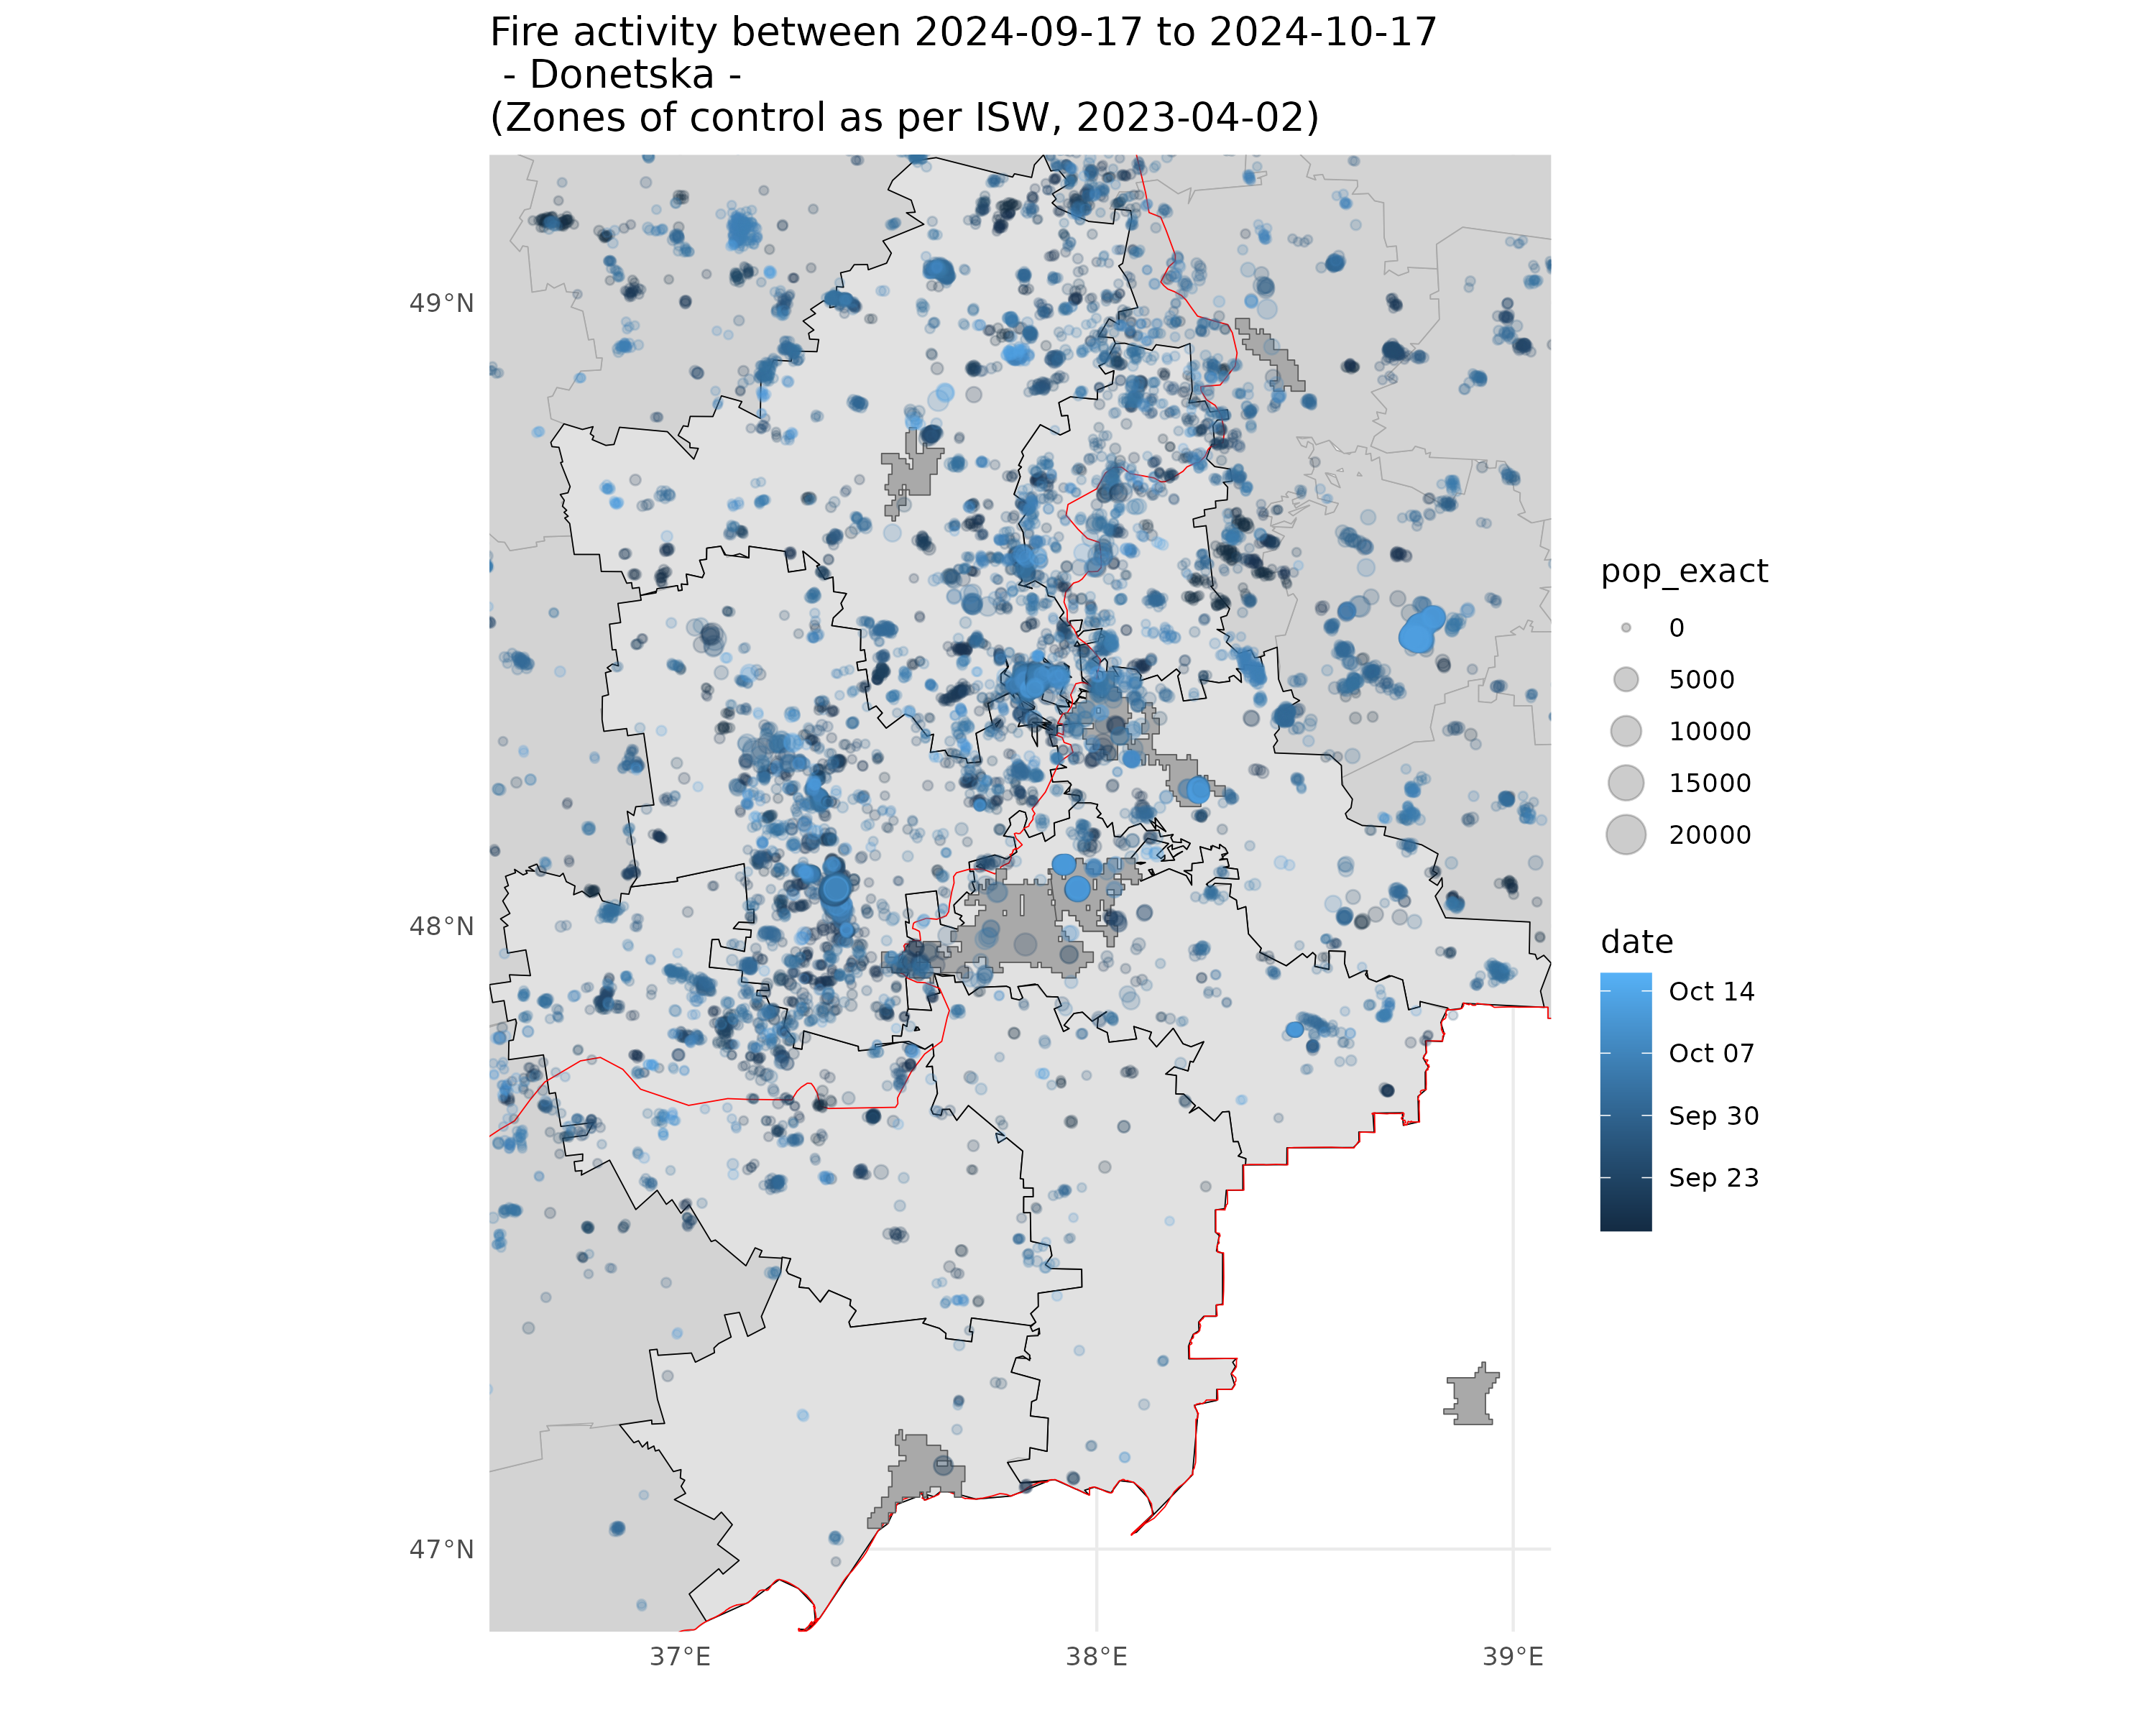 Fire activity between 2024-09-17 to 2024-10-17
- Donetska -
(Zones of control as per ISW, 2023-04-02)
49°N
48°N
47°N
37°E
38°E
39°E
pop_exact
0
5000
10000
15000
20000
date
Oct 14
Oct 07
Sep 30
Sep 23